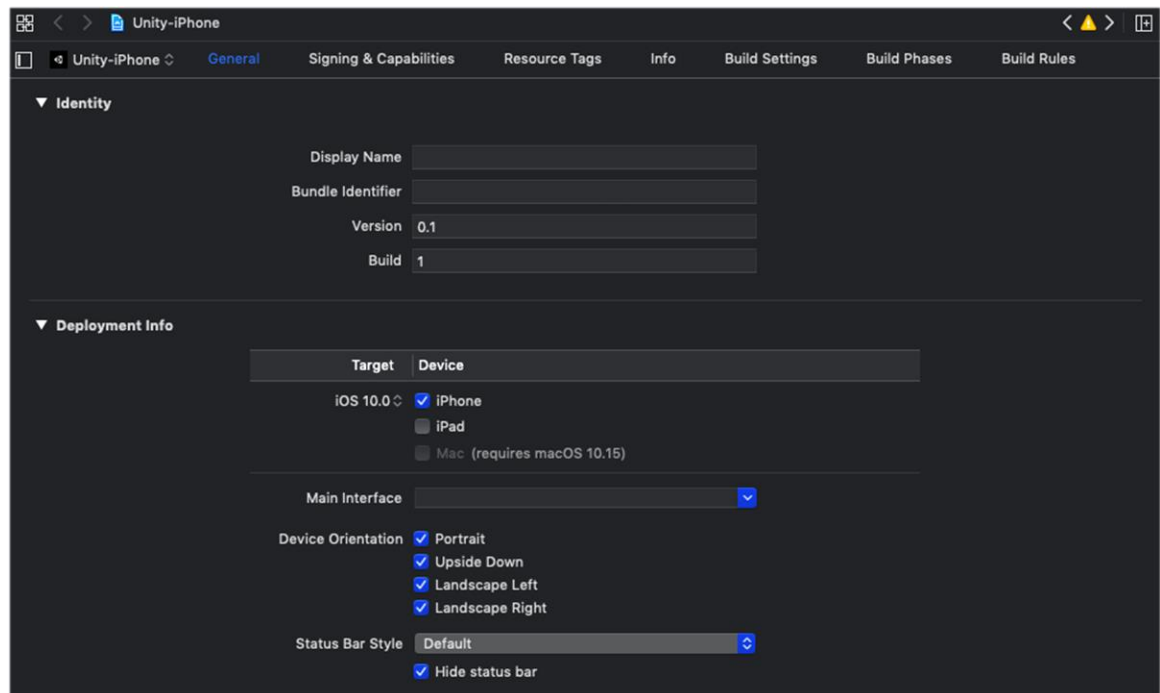 Unity-iPhone
Unity-iPhone General Signing & Capabilities Resource Tags Info Build Settings Build Phases Build Rules
Identity
Display Name
Bundle Identifier
Version 0.1
Build 1
Deployment Info
Target Device
iOS 10.0 iPhone
iPad
Mac (requires macOS 10.15)
Main Interface
Device Orientation Portrait
Upside Down
Landscape Left
Landscape Right
Status Bar Style Default
Hide status bar